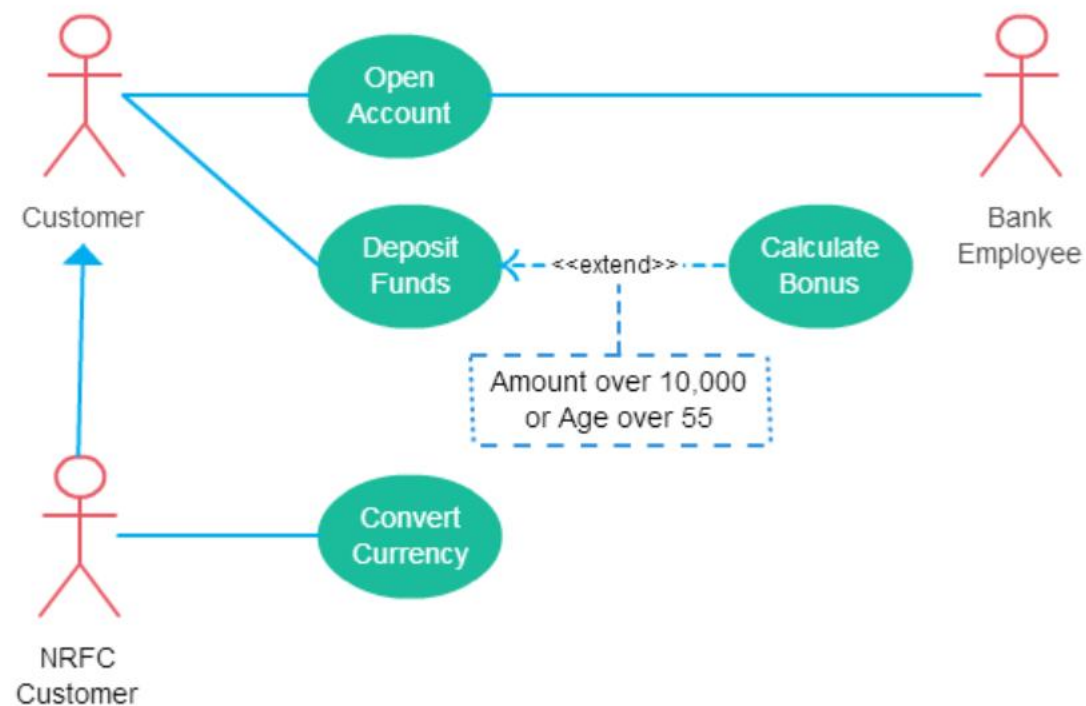 Open
Account
Customer
Bank
Employee
Deposit
Funds
<<extend>>
Calculate
Bonus
Amount over 10,000
or Age over 55
Convert
Currency
NRFC
Customer